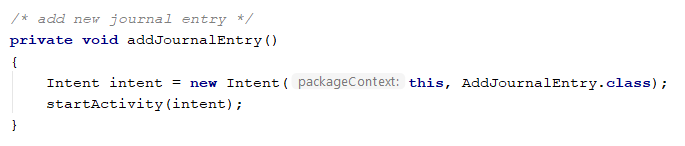 /* add new journal entry */
private void addJournalEntry()
{
Intent intent = new Intent( packageContext: this, AddJournalEntry.class);
startActivity(intent);
}